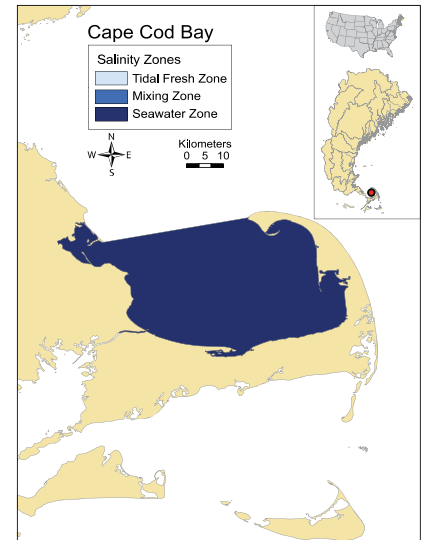 Cape Cod Bay
Salinity Zones
Tidal Fresh Zone
Mixing Zone
Seawater Zone
N
W E
S
Kilometers
0 5 10